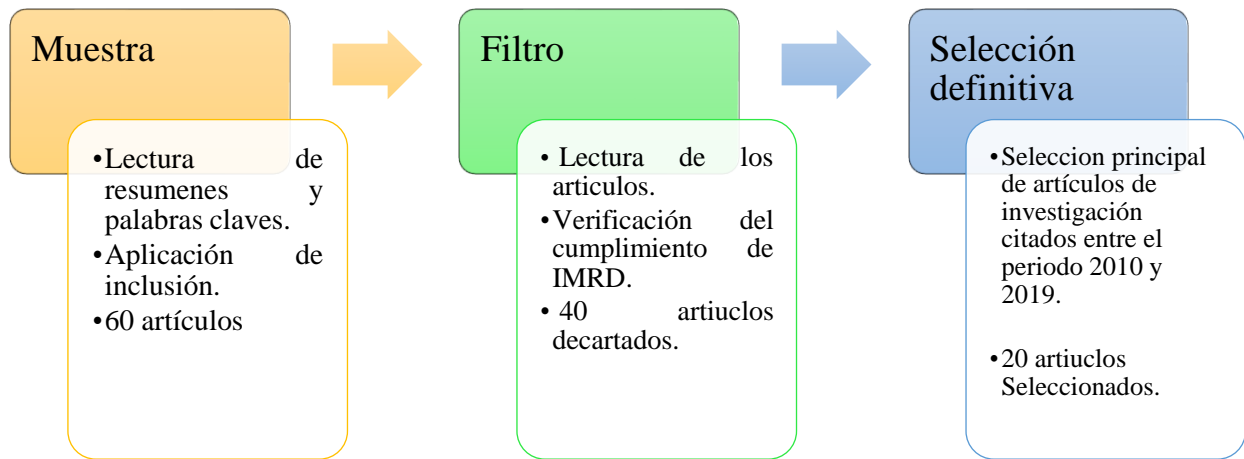 Muestra
•Lectura de
resumenes y
palabras claves.
•Aplicación de
inclusión.
•60 artículos
Filtro
• Lectura de los
articulos.
•Verificación del
cumplimiento de
IMRD.
• 40 artiuclos
decartados.
Selección
definitiva
•Seleccion principal
de artículos de
investigación
citados entre el
periodo 2010 y
2019.
•20 artiuclos
Seleccionados.